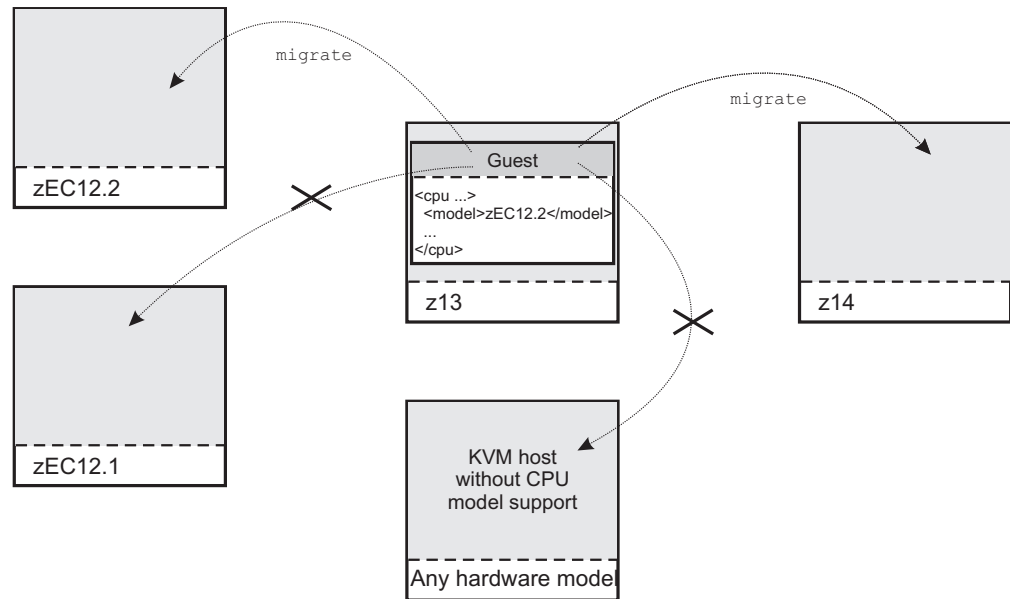 migrate
zEC12.2
migrate
Guest
<cpu ...>
<model>zEC12.2</model>
...
</cpu>
z13
z14
zEC12.1
KVM host
without CPU
model support
Any hardware model